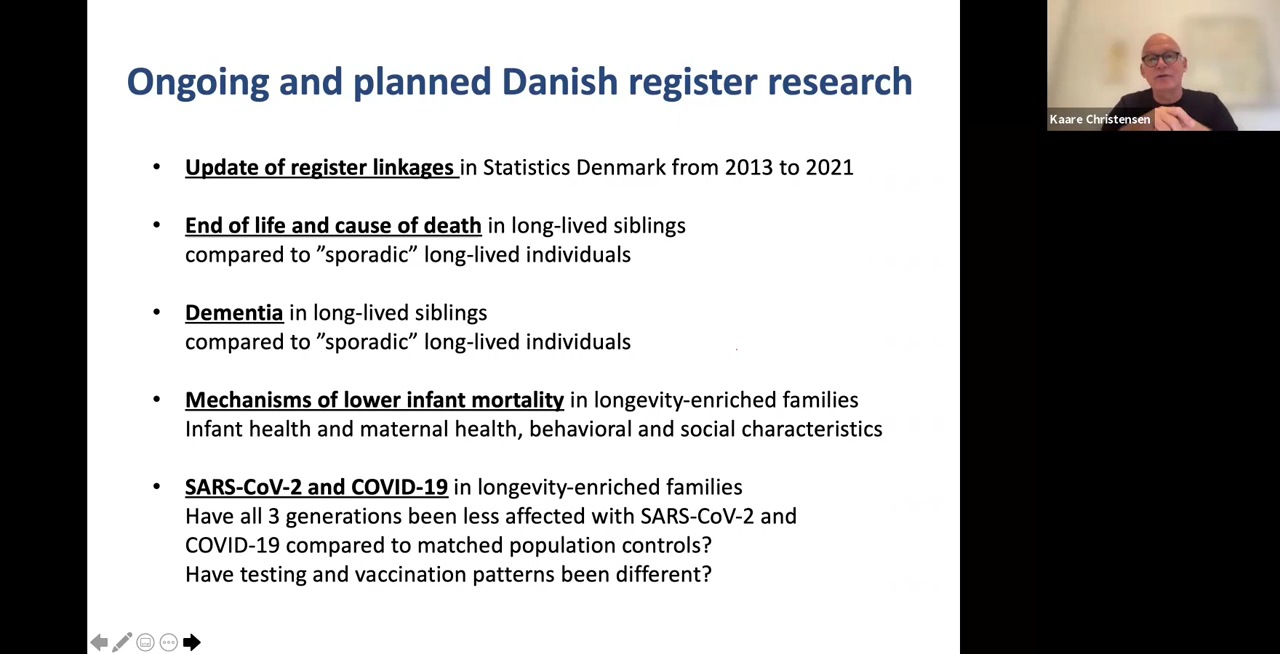 Ongoing and planned Danish register research
• Update of register linkages in Statistics Denmark from 2013 to 2021
• End of life and cause of death in long-lived siblings
compared to ”sporadic” long-lived individuals
• Dementia in long-lived siblings
compared to ”sporadic” long-lived individuals
• Mechanisms of lower infant mortality in longevity-enriched families
Infant health and maternal health, behavioral and social characteristics
• SARS-CoV-2 and COVID-19 in longevity-enriched families
Have all 3 generations been less affected with SARS-CoV-2 and
COVID-19 compared to matched population controls?
Have testing and vaccination patterns been different?
Kaare Christensen